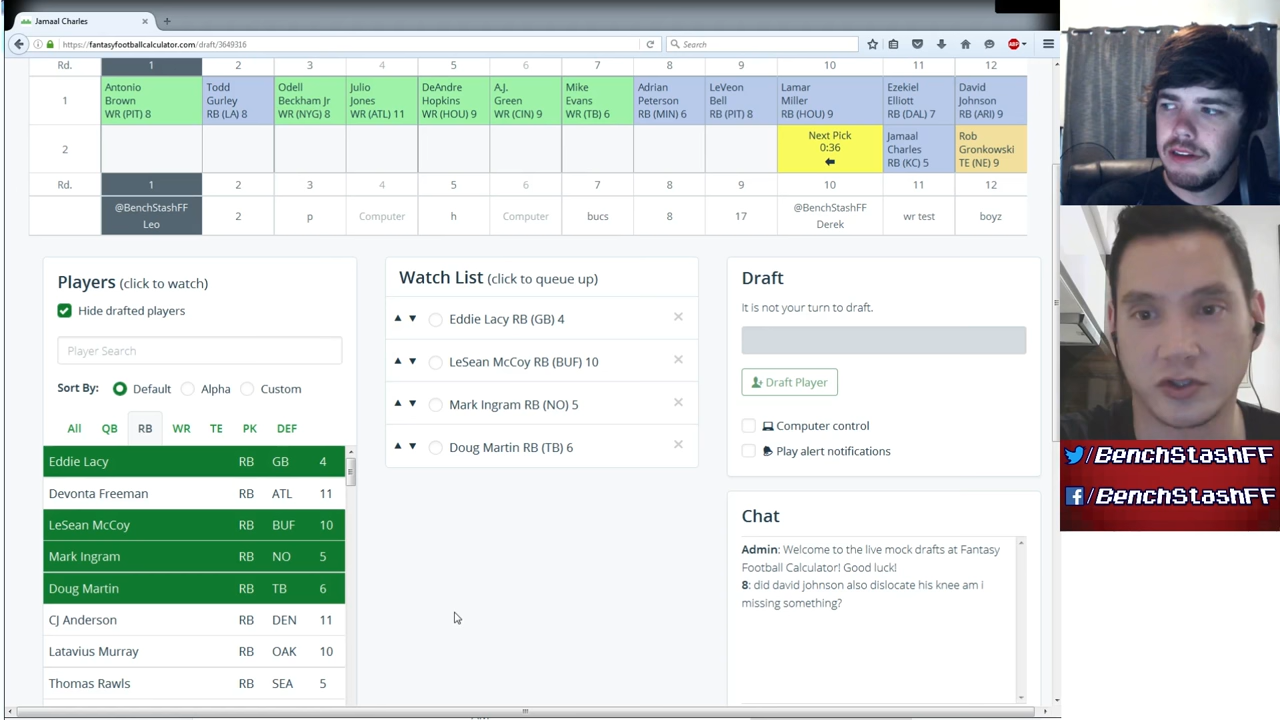 Jamaal Charles
https://fantasyfootballcalculator.com/draft/3649316
Search
ABP
Rd. 1 2 3 4 5 6 7 8 9 10 11 12
1
Antonio Brown WR (PIT) 8
Todd Gurley RB (LA) 8
Odell Beckham Jr WR (NYG) 8
Julio Jones WR (ATL) 11
DeAndre Hopkins WR (HOU) 9
A.J. Green WR (CIN) 9
Mike Evans WR (TB) 6
Adrian Peterson RB (MIN) 6
LeVeon Bell RB (PIT) 8
Lamar Miller RB (HOU) 9
Ezekiel Elliott RB (DAL) 7
David Johnson RB (ARI) 9
2
Next Pick 0:36
Jamaal Charles RB (KC) 5
Rob Gronkowski TE (NE) 9
Rd. 1 2 3 4 5 6 7 8 9 10 11 12
@BenchStashFF Leo
2
p
Computer
h
Computer
bucs
8
17
@BenchStashFF Derek
wr test
boyz
Players (click to watch)
Hide drafted players
Player Search
Sort By: Default Alpha Custom
All QB RB WR TE PK DEF
Eddie Lacy RB GB 4
Devonta Freeman RB ATL 11
LeSean McCoy RB BUF 10
Mark Ingram RB NO 5
Doug Martin RB TB 6
CJ Anderson RB DEN 11
Latavius Murray RB OAK 10
Thomas Rawls RB SEA 5
Watch List (click to queue up)
Eddie Lacy RB (GB) 4
LeSean McCoy RB (BUF) 10
Mark Ingram RB (NO) 5
Doug Martin RB (TB) 6
Draft
It is not your turn to draft.
Draft Player
Computer control
Play alert notifications
Chat
Admin: Welcome to the live mock drafts at Fantasy
Football Calculator! Good luck!
8: did david johnson also dislocate his knee am i
missing something?
/BenchStashFF
/BenchStashFF